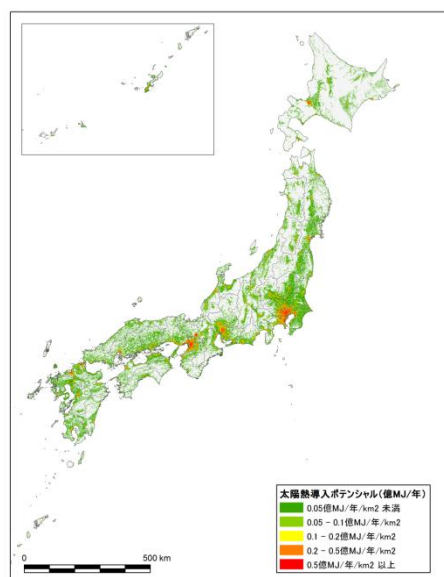 太陽熱導入ポテンシャル(億MJ/年)
0.05億MJ/年/km2 未満
0.05 - 0.1億MJ/年/km2
0.1 - 0.2億MJ/年/km2
0.2 - 0.5億MJ/年/km2
0.5億MJ/年/km2 以上
0 500 km